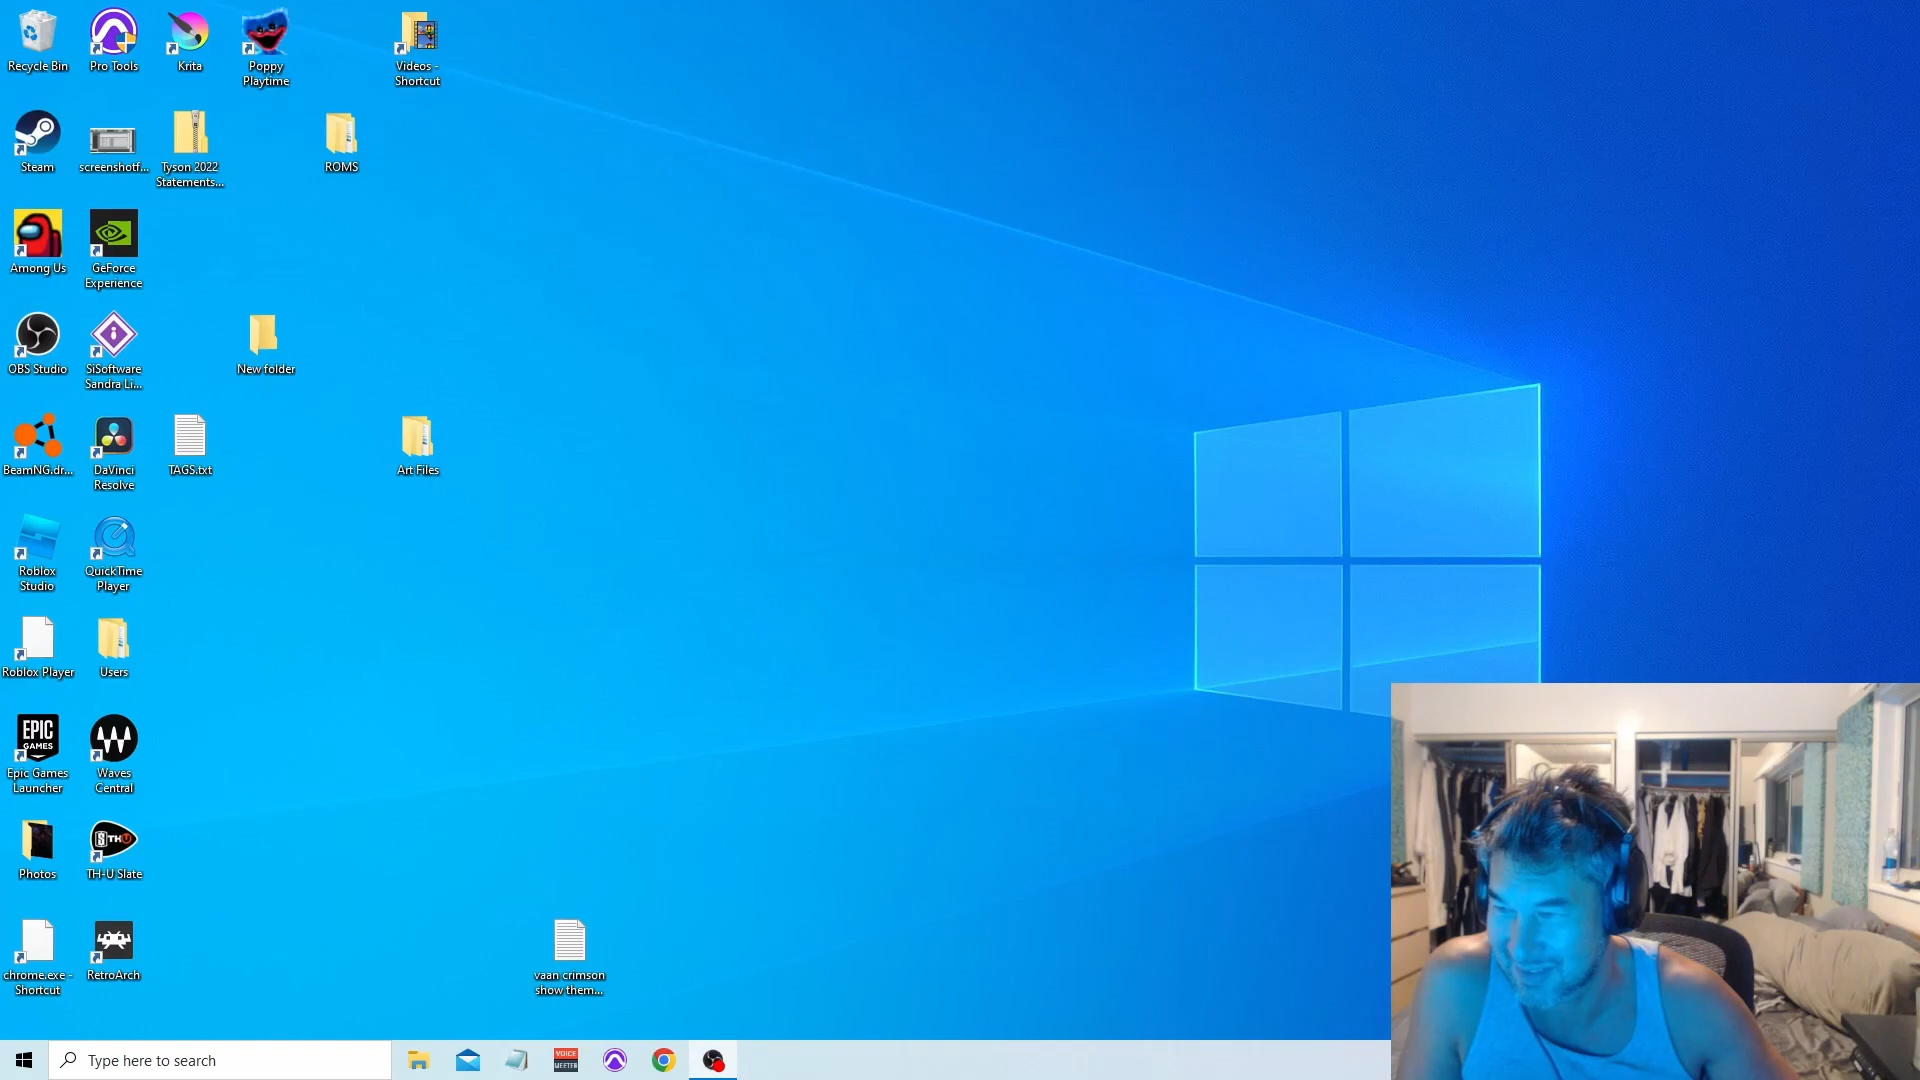 Recycle Bin
Pro Tools
Krita
Poppy
Playtime
Videos -
Shortcut
Steam
screenshotf...
Tyson 2022
Statements...
ROMS
Among Us
GeForce
Experience
OBS Studio
SiSoftware
Sandra Li...
New folder
BeamNG.dr...
DaVinci
Resolve
TAGS.txt
Art Files
Roblox
Studio
QuickTime
Player
Roblox Player
Users
EPIC
GAMES
Epic Games
Launcher
Waves
Central
Photos
S TH
TH-U Slate
chrome.exe -
Shortcut
RetroArch
vaan crimson
show them...
Type here to search
VOICE
MEETER